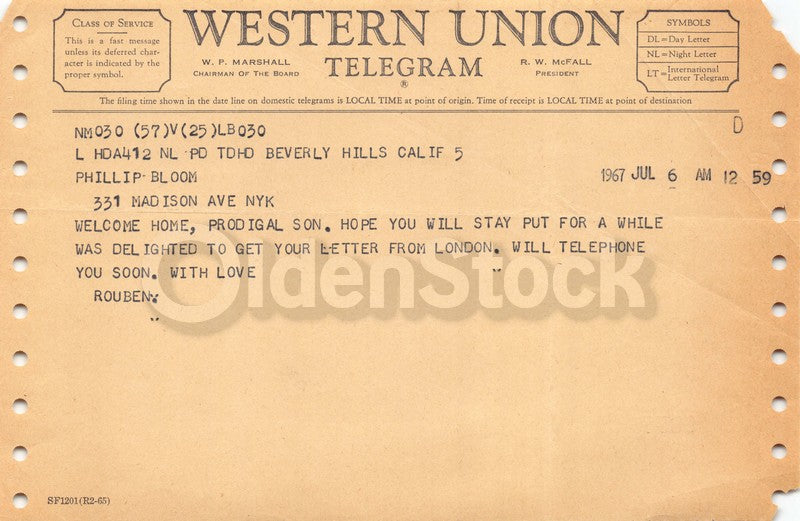 CLASS OF SERVICE
This is a fast message
unless its deferred char-
acter is indicated by the
proper symbol.
WESTERN UNION
W. P. MARSHALL
CHAIRMAN OF THE BOARD
TELEGRAM
®
R. W. McFALL
PRESIDENT
SYMBOLS
DL=Day Letter
NL=Night Letter
LT=International Letter Telegram
The filing time shown in the date line on domestic telegrams is LOCAL TIME at point of origin. Time of receipt is LOCAL TIME at point of destination
NM030 (57)V(25)LB030 D
L HDA412 NL PD TDHD BEVERLY HILLS CALIF 5
PHILLIP BLOOM 1967 JUL 6 AM 12 59
331 MADISON AVE NYK
WELCOME HOME, PRODIGAL SON. HOPE YOU WILL STAY PUT FOR A WHILE
WAS DELIGHTED TO GET YOUR LETTER FROM LONDON. WILL TELEPHONE
YOU SOON. WITH LOVE
ROUBEN.
OldenStock
SF1201(R2-65)